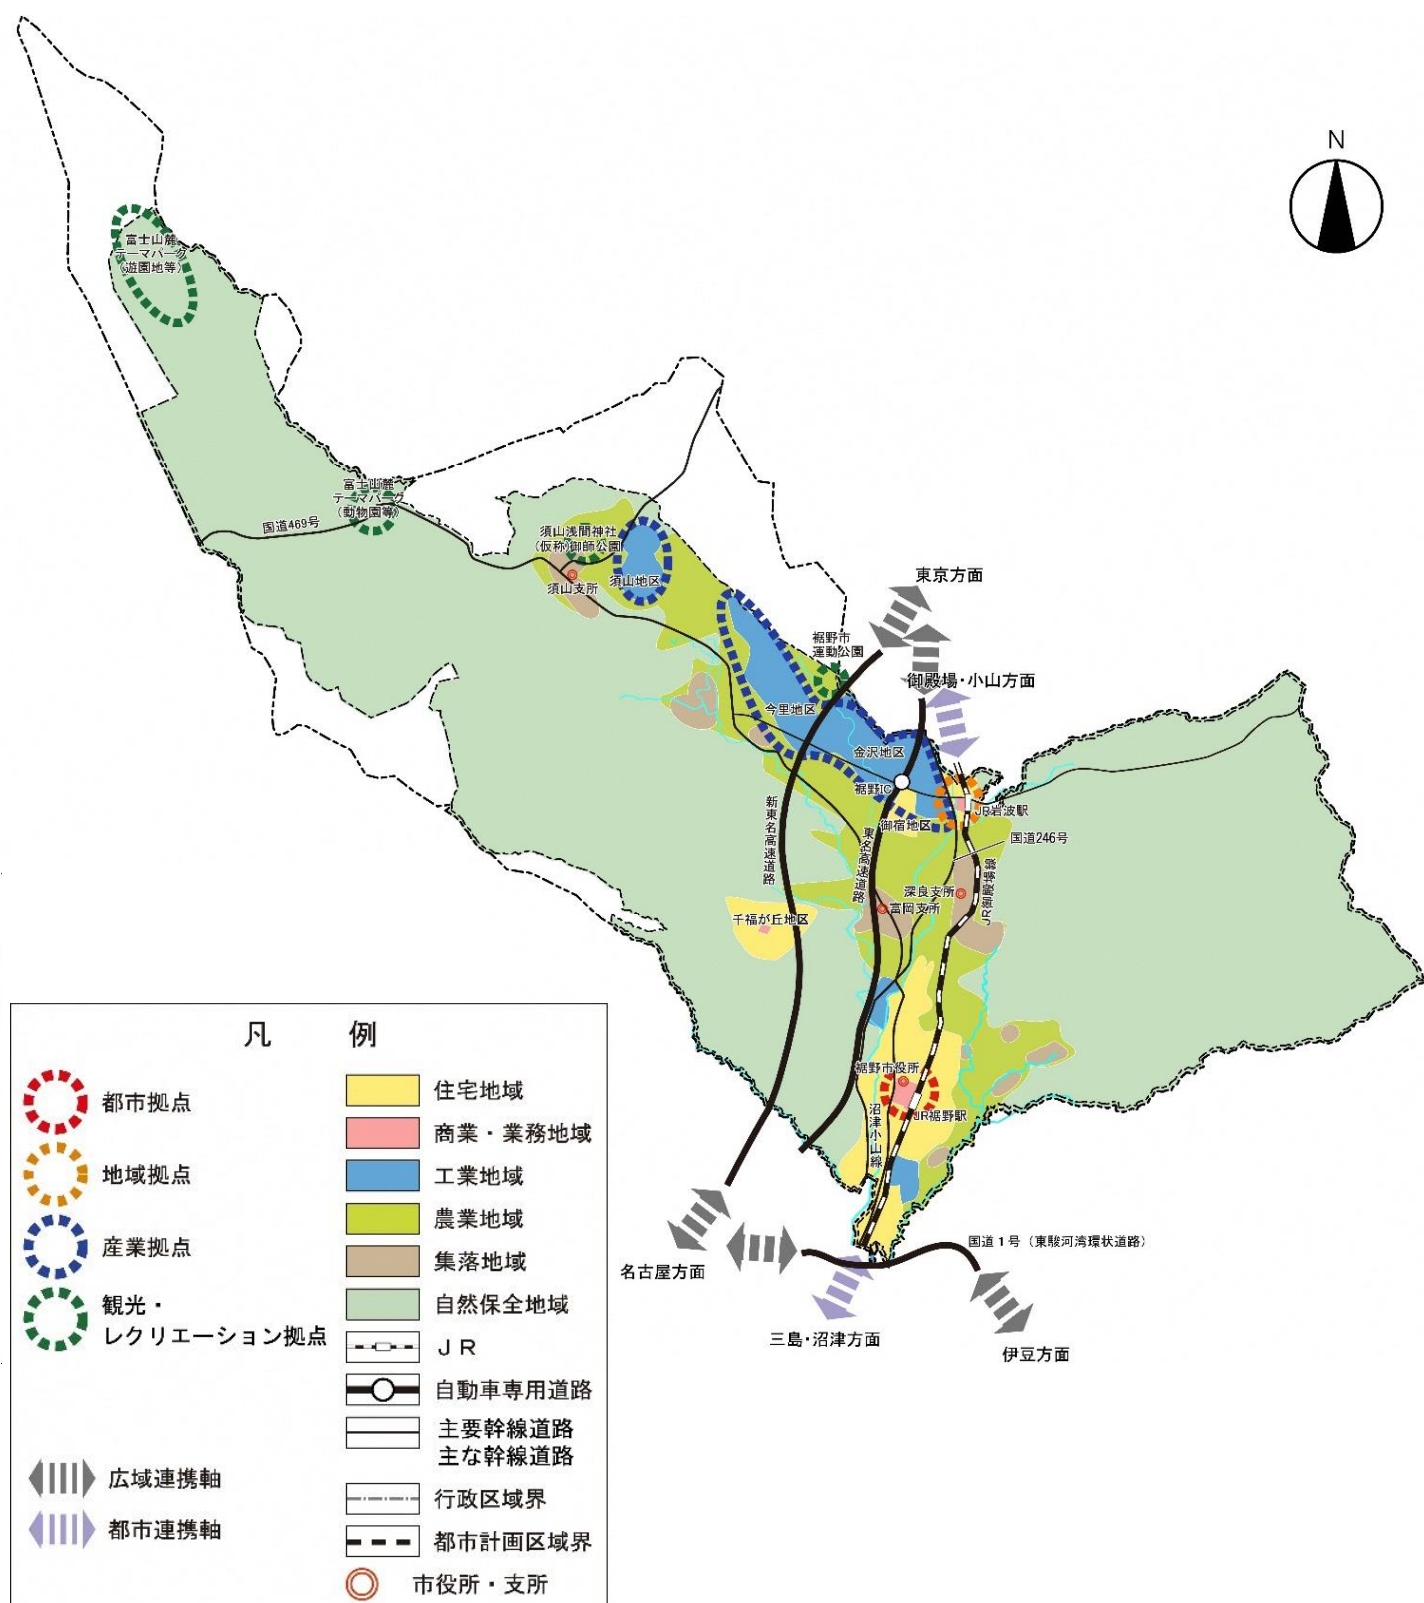 N
富士山麓
テーマパーク
(遊園地等)
富士山麓
テーマパーク
(動物園等)
国道469号
須山浅間神社
(仮称)御師公園
須山支所
須山地区
東京方面
裾野市
運動公園
御殿場・小山方面
今里地区
金沢地区
裾野IC
JR岩波駅
御宿地区
国道246号
新東名高速道路
東名高速道路
JR御殿場線
深良支所
富岡支所
千福が丘地区
裾野市役所
JR裾野駅
沼津小山線
国道1号（東駿河湾環状道路）
名古屋方面
三島・沼津方面
伊豆方面
凡 例
都市拠点
地域拠点
産業拠点
観光・
レクリエーション拠点
広域連携軸
都市連携軸
住宅地域
商業・業務地域
工業地域
農業地域
集落地域
自然保全地域
ＪＲ
自動車専用道路
主要幹線道路
主な幹線道路
行政区域界
都市計画区域界
市役所・支所